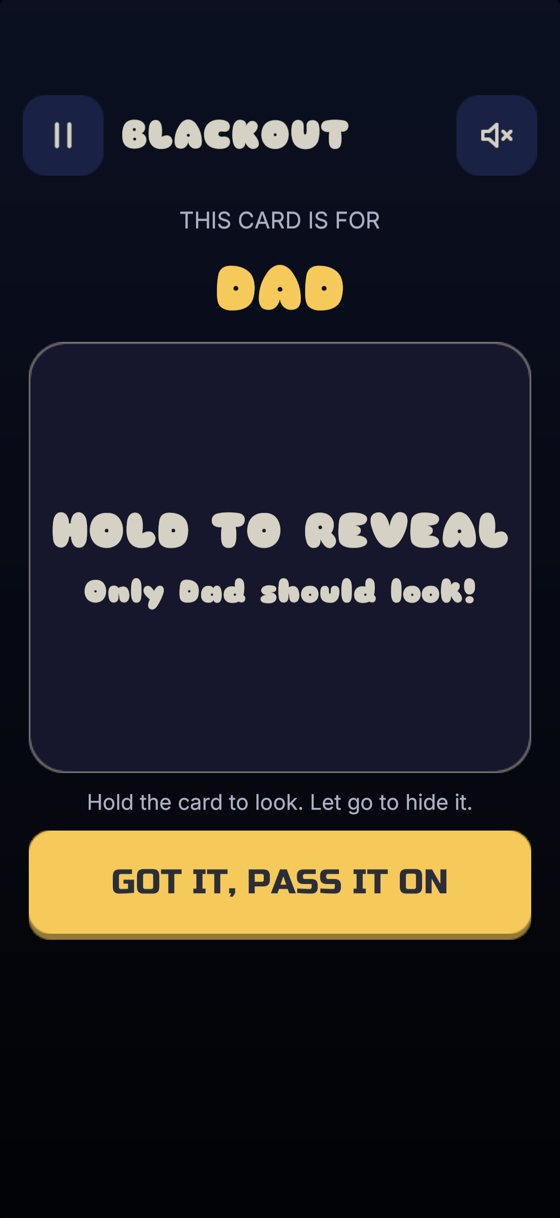 BLACKOUT
THIS CARD IS FOR
DAD
HOLD TO REVEAL
Only Dad should look!
Hold the card to look. Let go to hide it.
GOT IT, PASS IT ON